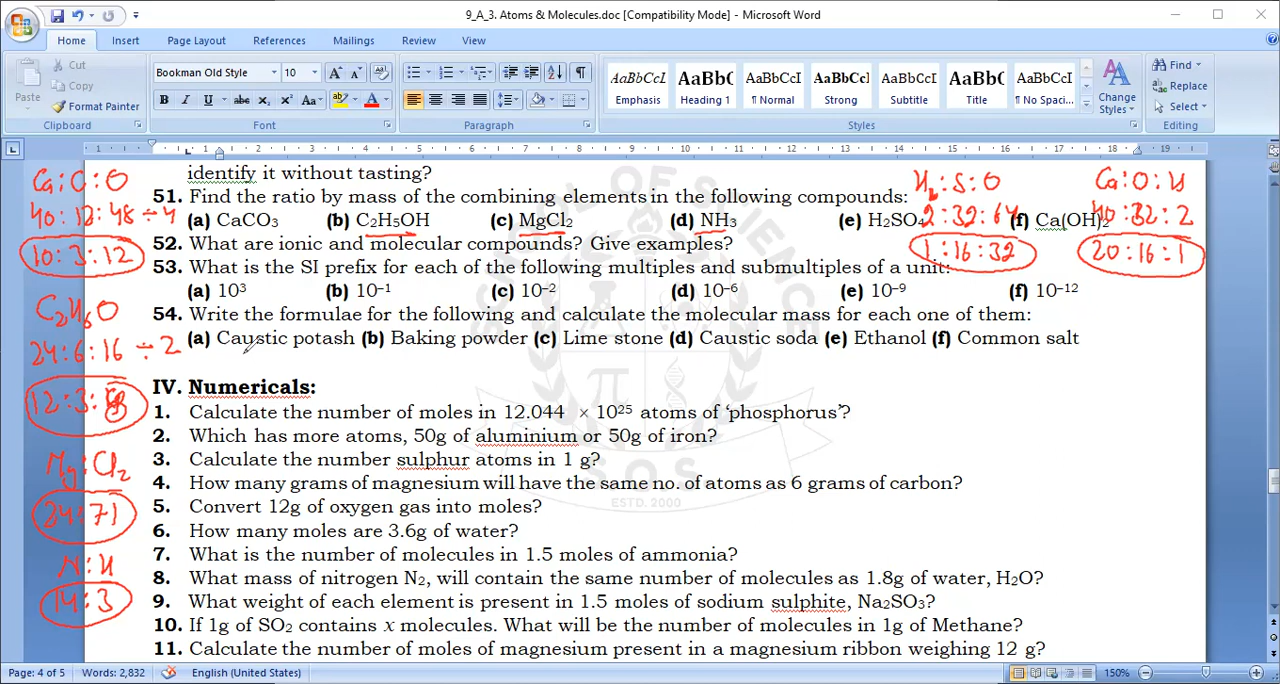 9_A_3. Atoms & Molecules.doc [Compatibility Mode] - Microsoft Word
Home Insert Page Layout References Mailings Review View
Paste
Cut
Copy
Format Painter
Clipboard
Bookman Old Style 10
Font
Paragraph
AaBbCcI AaBbC AaBbCcI AaBbCcI AaBbCcI AaBbC AaBbCcI
Emphasis Heading 1 ¶ Normal Strong Subtitle Title ¶ No Spaci...
Styles
Change Styles
Find
Replace
Select
Editing
identify it without tasting?
51. Find the ratio by mass of the combining elements in the following compounds:
(a) CaCO₃ (b) C₂H₅OH (c) MgCl₂ (d) NH₃ (e) H₂SO₄ (f) Ca(OH)₂
52. What are ionic and molecular compounds? Give examples?
53. What is the SI prefix for each of the following multiples and submultiples of a unit:
(a) 10³ (b) 10⁻¹ (c) 10⁻² (d) 10⁻⁶ (e) 10⁻⁹ (f) 10⁻¹²
54. Write the formulae for the following and calculate the molecular mass for each one of them:
(a) Caustic potash (b) Baking powder (c) Lime stone (d) Caustic soda (e) Ethanol (f) Common salt
IV. Numericals:
1. Calculate the number of moles in 12.044 × 10²⁵ atoms of ‘phosphorus’?
2. Which has more atoms, 50g of aluminium or 50g of iron?
3. Calculate the number sulphur atoms in 1 g?
4. How many grams of magnesium will have the same no. of atoms as 6 grams of carbon?
5. Convert 12g of oxygen gas into moles?
6. How many moles are 3.6g of water?
7. What is the number of molecules in 1.5 moles of ammonia?
8. What mass of nitrogen N₂, will contain the same number of molecules as 1.8g of water, H₂O?
9. What weight of each element is present in 1.5 moles of sodium sulphite, Na₂SO₃?
10. If 1g of SO₂ contains x molecules. What will be the number of molecules in 1g of Methane?
11. Calculate the number of moles of magnesium present in a magnesium ribbon weighing 12 g?
Ca:C:O
40:12:48 ÷ 4
10:3:12
C₂H₆O
24:6:16 ÷ 2
12:3:8
Mg:Cl₂
24:71
N:H
14:3
H₂:S:O
2:32:64
1:16:32
Ca:O:H
40:32:2
20:16:1
S.O.S
ESTD. 2000
Page: 4 of 5 Words: 2,832 English (United States) 150%